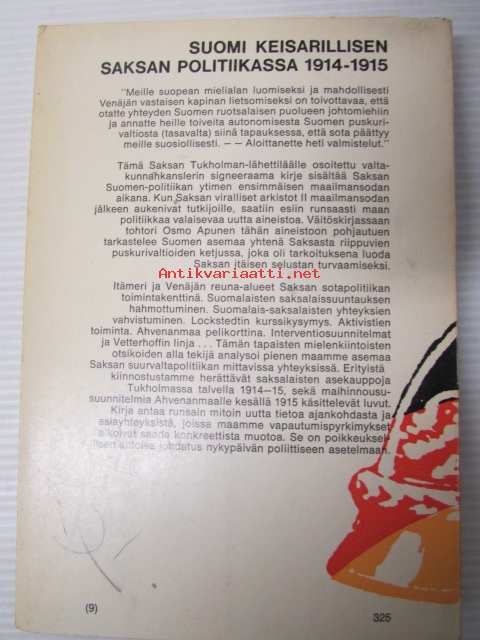 SUOMI KEISARILLISEN
SAKSAN POLITIIKASSA 1914-1915
"Meille suopean mielialan luomiseksi ja mahdollisesti
Venäjän vastaisen kapinan lietsomiseksi on toivottavaa, että
otatte yhteyden Suomen ruotsalaisen puolueen johtomiehiin
ja annatte heille toiveita autonomisesta Suomen puskuri-
valtiosta (tasavalta) siinä tapauksessa, että sota päättyy
meille suosiollisesti. — — Aloittanette heti valmistelut."
Tämä Saksan Tukholman-lähettiläälle osoitettu valta-
kunnahkanslerin signeeraama kirje sisältää Saksan
Suomen-politiikan ytimen ensimmäisen maailmansodan
aikana. Kun Saksan viralliset arkistot II maailmansodan
jälkeen aukenivat tutkijoille, saatiin esiin runsaasti maan
politiikkaa valaisevaa uutta aineistoa. Väitöskirjassaan
tohtori Osmo Apunen tähän aineistoon pohjautuen
tarkastelee Suomen asemaa yhtenä Saksasta riippuvien
puskurivaltioiden ketjussa, joka oli tarkoituksena luoda
Saksan itäisen selustan turvaamiseksi.
Antikvariaatti.net
Itämeri ja Venäjän reuna-alueet Saksan sotapolitiikan
toimintakenttinä. Suomalaisten saksalaissuuntauksen
hahmottuminen. Suomalais-saksalaisten yhteyksien
vahvistuminen. Lockstedtin kurssikysymys. Aktivistien
toiminta. Ahvenanmaa pelikorttina. Interventiosuunnitelmat
ja Vetterhoffin linja . . . Tämän tapaisten mielenkiintoisten
otsikoiden alla tekijä analysoi pienen maamme asemaa
Saksan suurvaltapolitiikan mittavissa yhteyksissä. Erityistä
kiinnostustamme herättävät saksalaisten asekauppoja
Tukholmassa talvella 1914—15, sekä maihinnousu-
suunnitelmia Ahvenanmaalle kesällä 1915 käsittelevät luvut.
Kirja antaa runsain mitoin uutta tietoa ajankohdasta ja
asiayhteyksistä, joissa maamme vapautumispyrkimykset
alkoivat saada konkreettista muotoa. Se on poikkeuksel-
lisen antoisa johdatus nykypäivän poliittiseen asetelmaan.
(9)
325